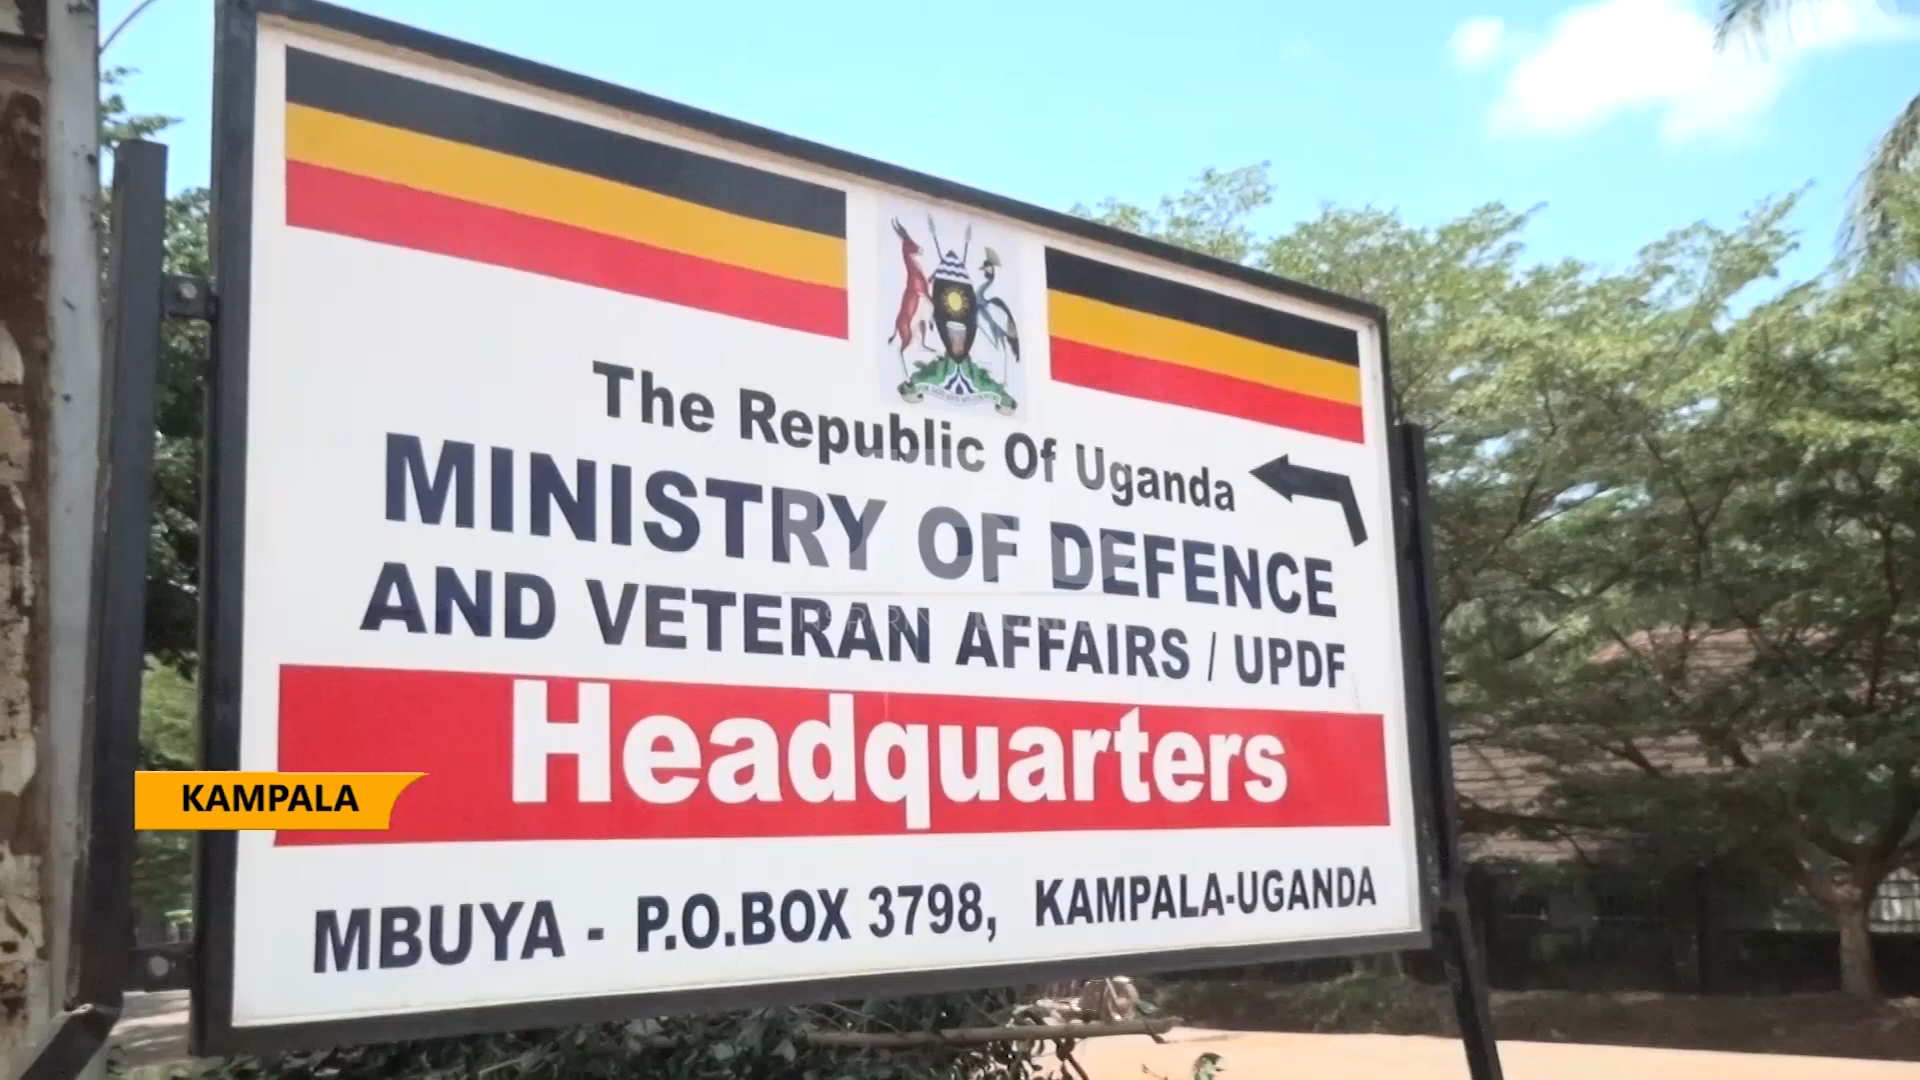 The Republic Of Uganda
MINISTRY OF DEFENCE
AND VETERAN AFFAIRS / UPDF
Headquarters
KAMPALA
MBUYA - P.O.BOX 3798, KAMPALA-UGANDA